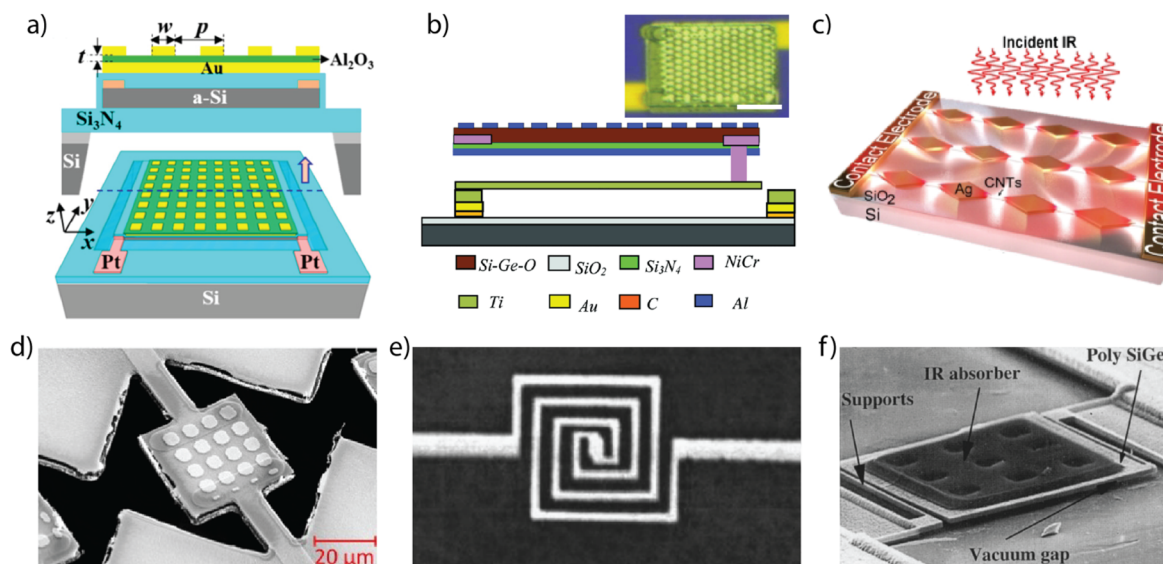 a)
w
p
t
Al₂O₃
Au
a-Si
Si₃N₄
Si
z
y
x
Pt
Pt
Si
b)
Si-Ge-O
SiO₂
Si₃N₄
NiCr
Ti
Au
C
Al
c)
Incident IR
Contact Electrode
Contact Electrode
Ag
CNTs
SiO₂
Si
d)
20 µm
e)
f)
Poly SiGe
IR absorber
Supports
Vacuum gap